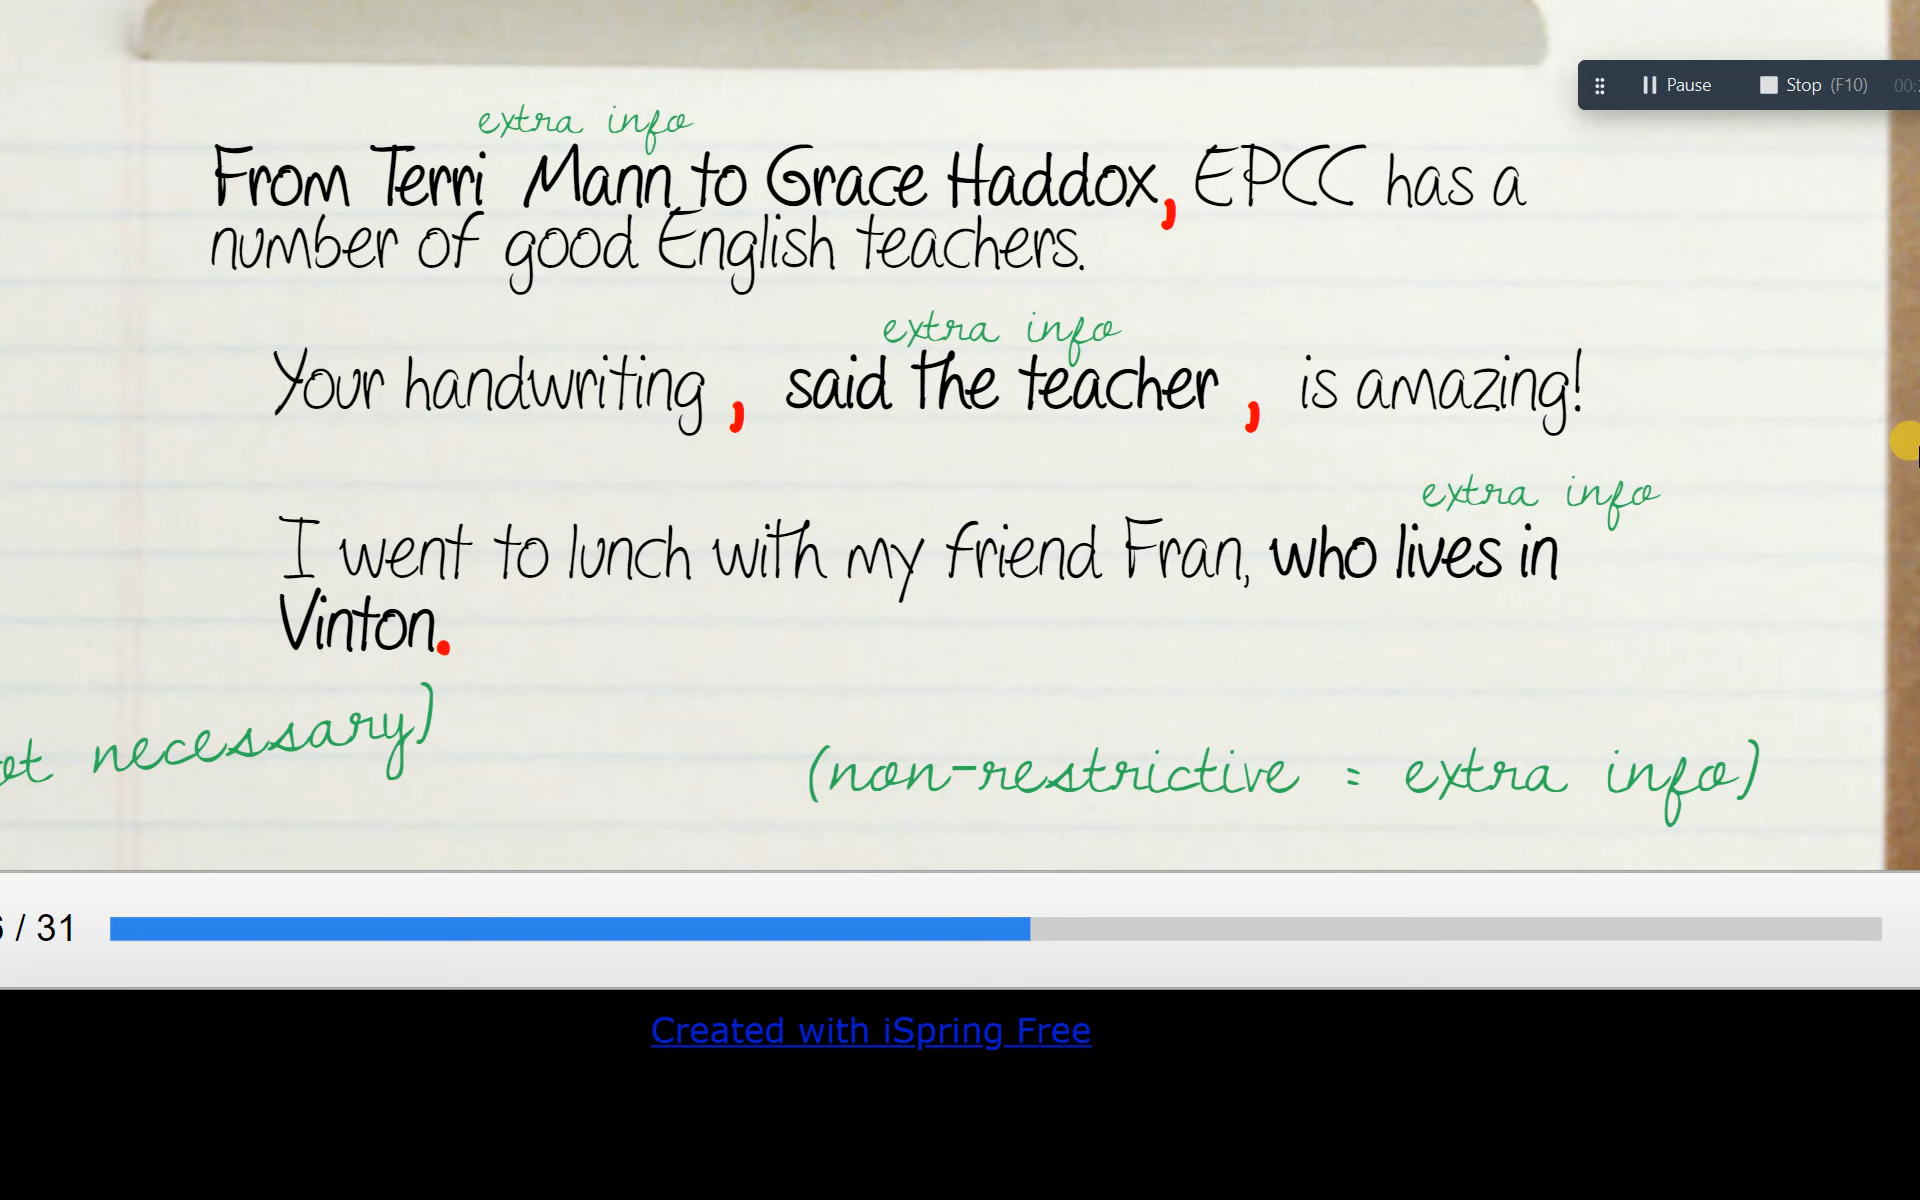 Pause Stop (F10) 00:
extra info
From Terri Mann to Grace Haddox, EPCC has a
number of good English teachers.
extra info
Your handwriting , said the teacher , is amazing!
extra info
I went to lunch with my friend Fran, who lives in
Vinton.
necessary)
(non-restrictive = extra info)
/ 31
Created with iSpring Free